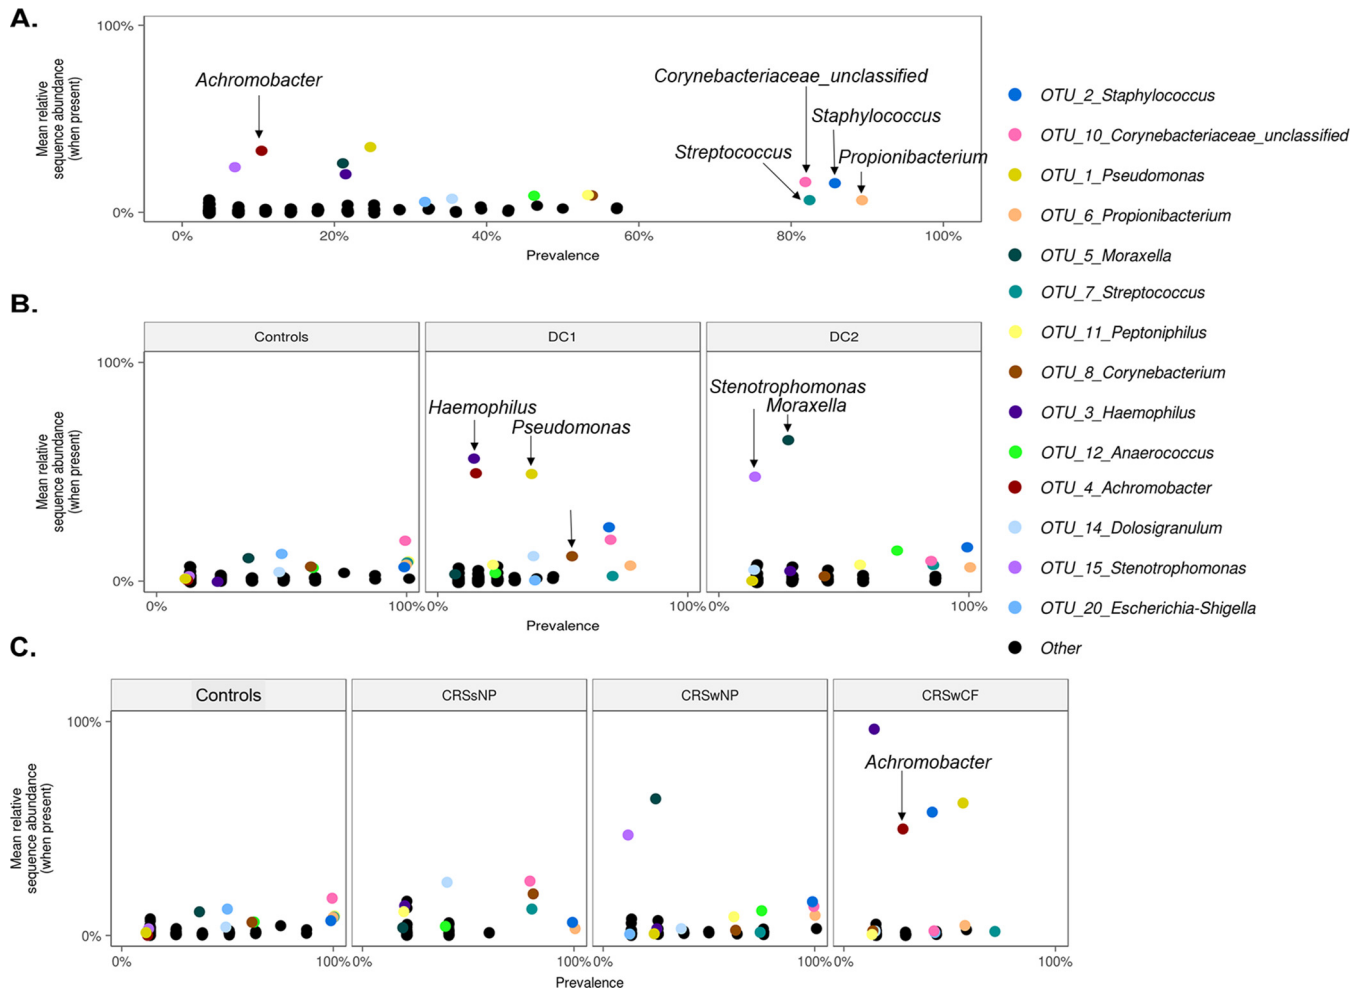 A.
100%
0%
Mean relative
sequence abundance
(when present)
Achromobacter
Corynebacteriaceae_unclassified
Staphylococcus
Streptococcus
Propionibacterium
0%
20%
40%
60%
80%
100%
Prevalence
OTU_2_Staphylococcus
OTU_10_Corynebacteriaceae_unclassified
OTU_1_Pseudomonas
OTU_6_Propionibacterium
OTU_5_Moraxella
OTU_7_Streptococcus
OTU_11_Peptoniphilus
OTU_8_Corynebacterium
OTU_3_Haemophilus
OTU_12_Anaerococcus
OTU_4_Achromobacter
OTU_14_Dolosigranulum
OTU_15_Stenotrophomonas
OTU_20_Escherichia-Shigella
Other
B.
Controls
DC1
DC2
100%
0%
Mean relative
sequence abundance
(when present)
Haemophilus
Pseudomonas
Stenotrophomonas
Moraxella
0%
100%
0%
100%
0%
100%
Prevalence
C.
Controls
CRSsNP
CRSwNP
CRSwCF
100%
0%
Mean relative
sequence abundance
(when present)
Achromobacter
0%
100%
0%
100%
0%
100%
0%
100%
Prevalence